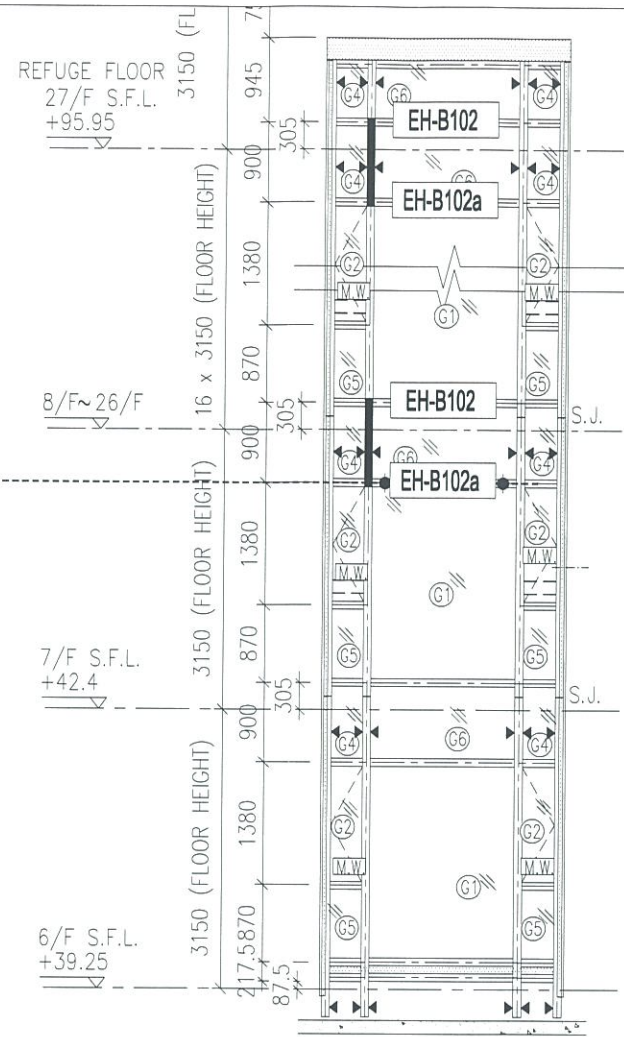 3150 (FL
75
REFUGE FLOOR
27/F S.F.L.
+95.95
945
305
900
G4
G6
G4
EH-B102
G4
G6
G4
EH-B102a
16 x 3150 (FLOOR HEIGHT)
1380
G2
G2
M.W.
M.W.
G1
870
G5
G5
8/F~26/F
305
EH-B102
S.J.
900
G4
G6
G4
EH-B102a
3150 (FLOOR HEIGHT)
1380
G2
G2
M.W.
M.W.
G1
870
G5
G5
7/F S.F.L.
+42.4
305
S.J.
900
G4
G6
G4
3150 (FLOOR HEIGHT)
1380
G2
G2
M.W.
M.W.
G1
870
G5
G5
6/F S.F.L.
+39.25
217.5
87.5